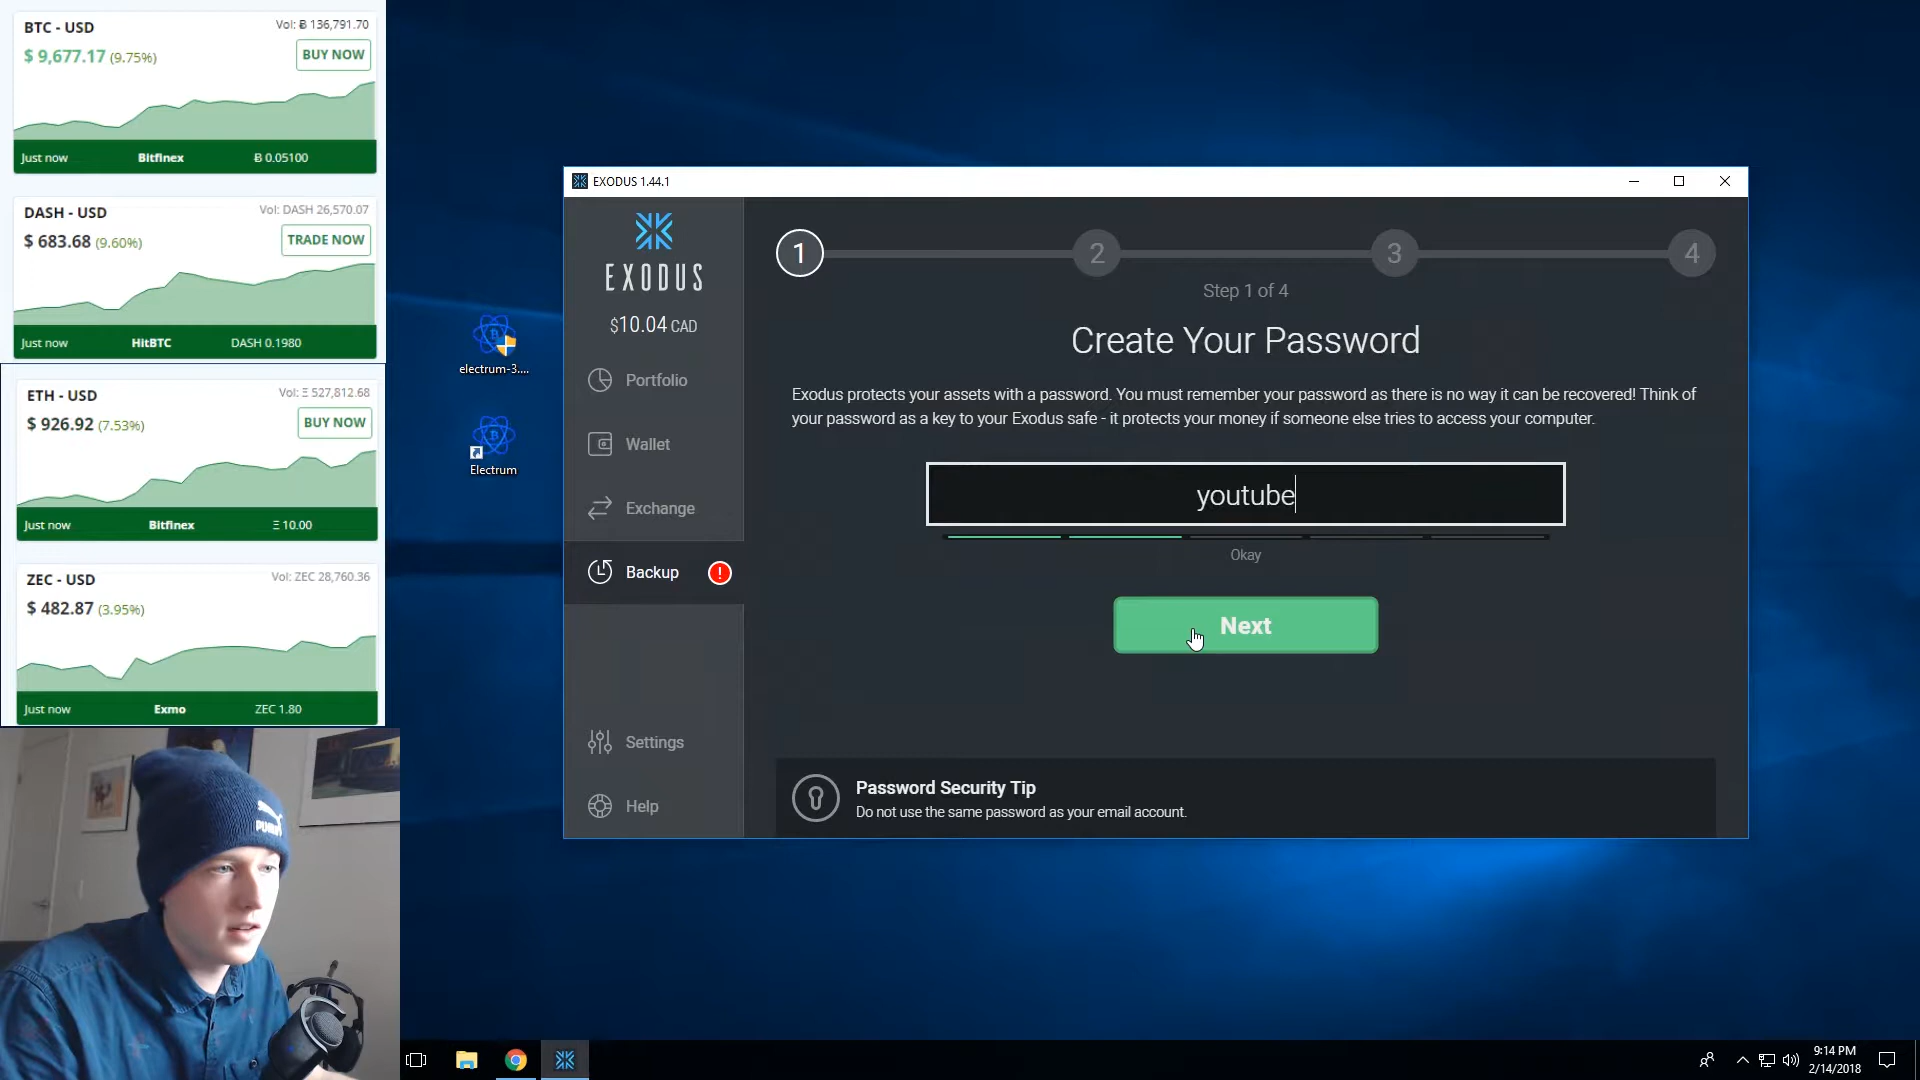 BTC - USD
Vol: Ƀ 136,791.70
$ 9,677.17 (9.75%)
BUY NOW
Just now Bitfinex Ƀ 0.05100
DASH - USD
Vol: DASH 26,570.07
$ 683.68 (9.60%)
TRADE NOW
Just now HitBTC DASH 0.1980
ETH - USD
Vol: Ξ 527,812.68
$ 926.92 (7.53%)
BUY NOW
Just now Bitfinex Ξ 10.00
ZEC - USD
Vol: ZEC 28,760.36
$ 482.87 (3.95%)
Just now Exmo ZEC 1.80
PUMA
electrum-3....
Electrum
EXODUS 1.44.1
EXODUS
$10.04 CAD
Portfolio
Wallet
Exchange
Backup !
Settings
Help
1 2 3 4
Step 1 of 4
Create Your Password
Exodus protects your assets with a password. You must remember your password as there is no way it can be recovered! Think of
your password as a key to your Exodus safe - it protects your money if someone else tries to access your computer.
youtube
Okay
Next
Password Security Tip
Do not use the same password as your email account.
9:14 PM
2/14/2018